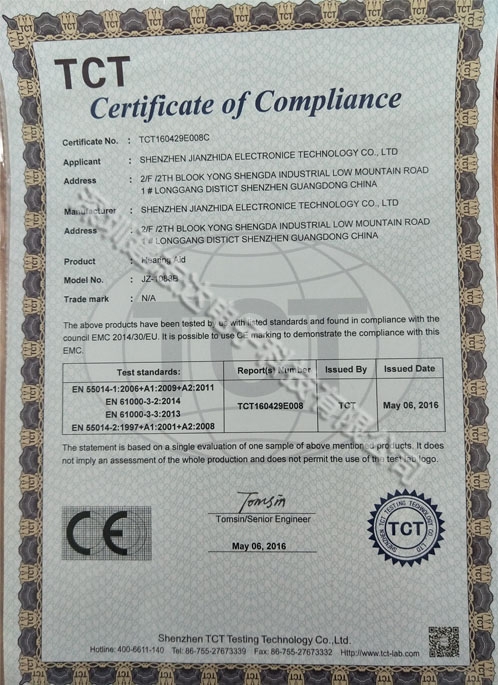 TCT
Certificate of Compliance
Certificate No. : TCT160429E008C
Applicant : SHENZHEN JIANZHIDA ELECTRONICE TECHNOLOGY CO., LTD
Address : 2/F /2TH BLOOK YONG SHENGDA INDUSTRIAL LOW MOUNTAIN ROAD
1 # LONGGANG DISTICT SHENZHEN GUANGDONG CHINA
Manufacturer : SHENZHEN JIANZHIDA ELECTRONICE TECHNOLOGY CO., LTD
Address : 2/F /2TH BLOOK YONG SHENGDA INDUSTRIAL LOW MOUNTAIN ROAD
1 # LONGGANG DISTICT SHENZHEN GUANGDONG CHINA
Product : Hearing Aid
Model No. : JZ-1088B
Trade mark : N/A
The above products have been tested by us with listed standards and found in compliance with the
council EMC 2014/30/EU. It is possible to use CE marking to demonstrate the compliance with this
EMC.
Test standards: Report(s) Number Issued By Issued Date
EN 55014-1:2006+A1:2009+A2:2011
EN 61000-3-2:2014
EN 61000-3-3:2013
EN 55014-2:1997+A1:2001+A2:2008
TCT160429E008 TCT May 06, 2016
The statement is based on a single evaluation of one sample of above mentioned products. It does
not imply an assessment of the whole production and does not permit the use of the test lab logo.
CE
Tomsin
Tomsin/Senior Engineer
May 06, 2016
TCT TESTING TECHNOLOGY CO., LTD
TCT
Shenzhen TCT Testing Technology Co.,Ltd.
Hotline: 400-6611-140 Tel: 86-755-27673339 Fax: 86-755-27673332 Http://www.tct-lab.com